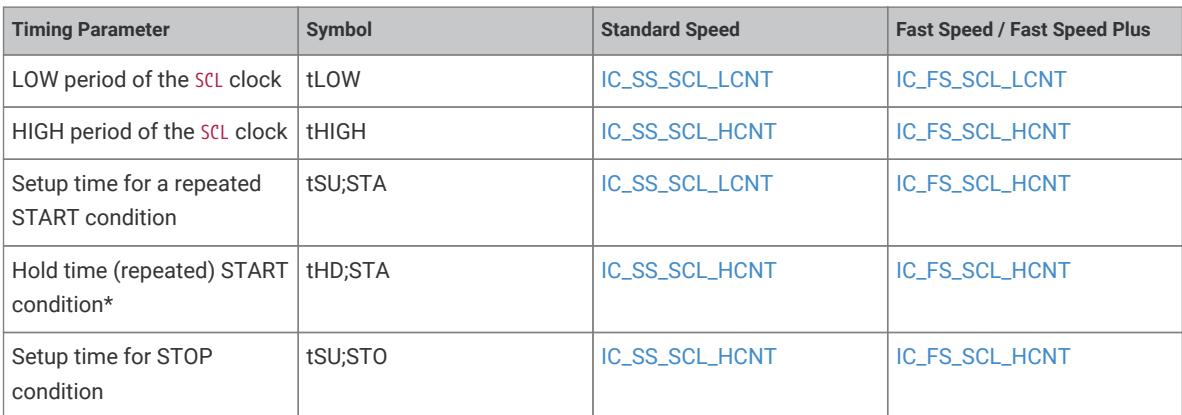 Timing Parameter Symbol Standard Speed Fast Speed / Fast Speed Plus
LOW period of the SCL clock tLOW IC_SS_SCL_LCNT IC_FS_SCL_LCNT
HIGH period of the SCL clock tHIGH IC_SS_SCL_HCNT IC_FS_SCL_HCNT
Setup time for a repeated tSU;STA IC_SS_SCL_LCNT IC_FS_SCL_HCNT
START condition
Hold time (repeated) START tHD;STA IC_SS_SCL_HCNT IC_FS_SCL_HCNT
condition*
Setup time for STOP tSU;STO IC_SS_SCL_HCNT IC_FS_SCL_HCNT
condition